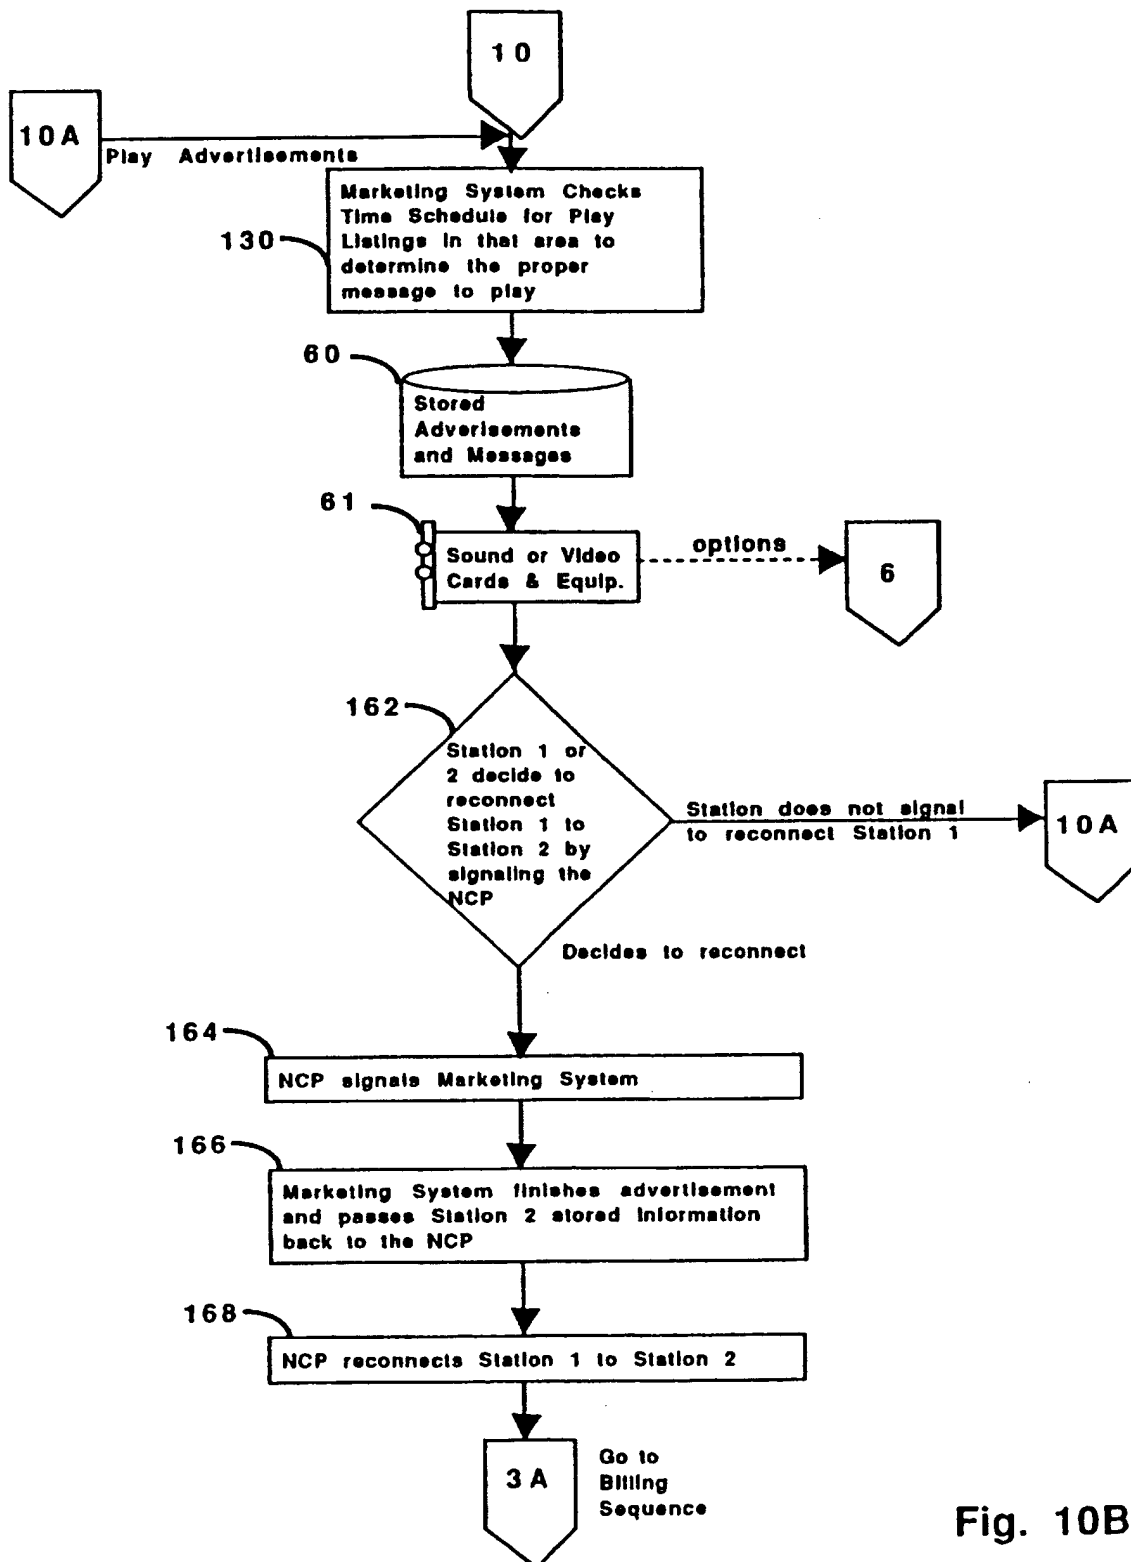 10
10A
Play Advertisements
130
Marketing System Checks
Time Schedule for Play
Listings in that area to
determine the proper
message to play
60
Stored
Adverisements
and Messages
61
Sound or Video
Cards & Equip.
options
6
162
Station 1 or
2 decide to
reconnect
Station 1 to
Station 2 by
signaling the
NCP
Station does not signal
to reconnect Station 1
10A
Decides to reconnect
164
NCP signals Marketing System
166
Marketing System finishes advertisement
and passes Station 2 stored information
back to the NCP
168
NCP reconnects Station 1 to Station 2
3A
Go to
Billing
Sequence
Fig. 10B